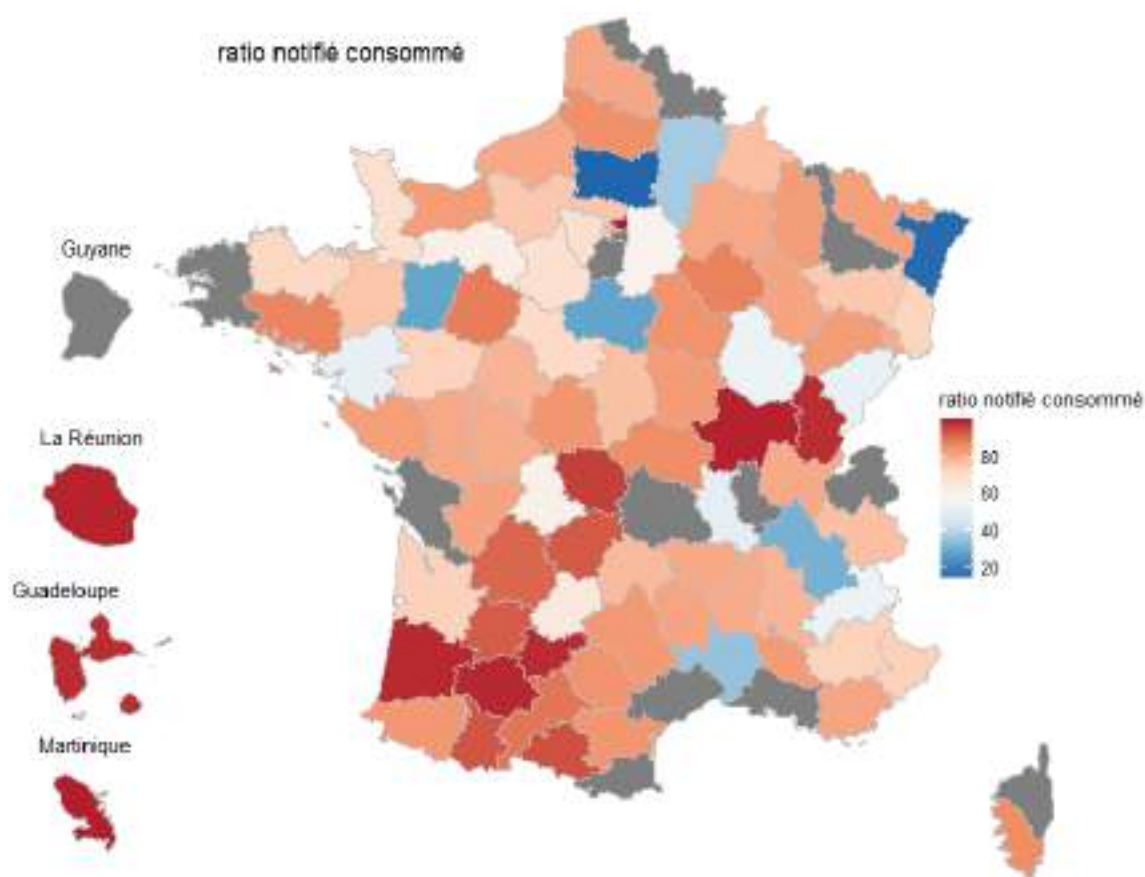 ratio notifié consommé
Guyane
La Réunion
Guadeloupe
Martinique
ratio notifié consommé
80
60
40
20